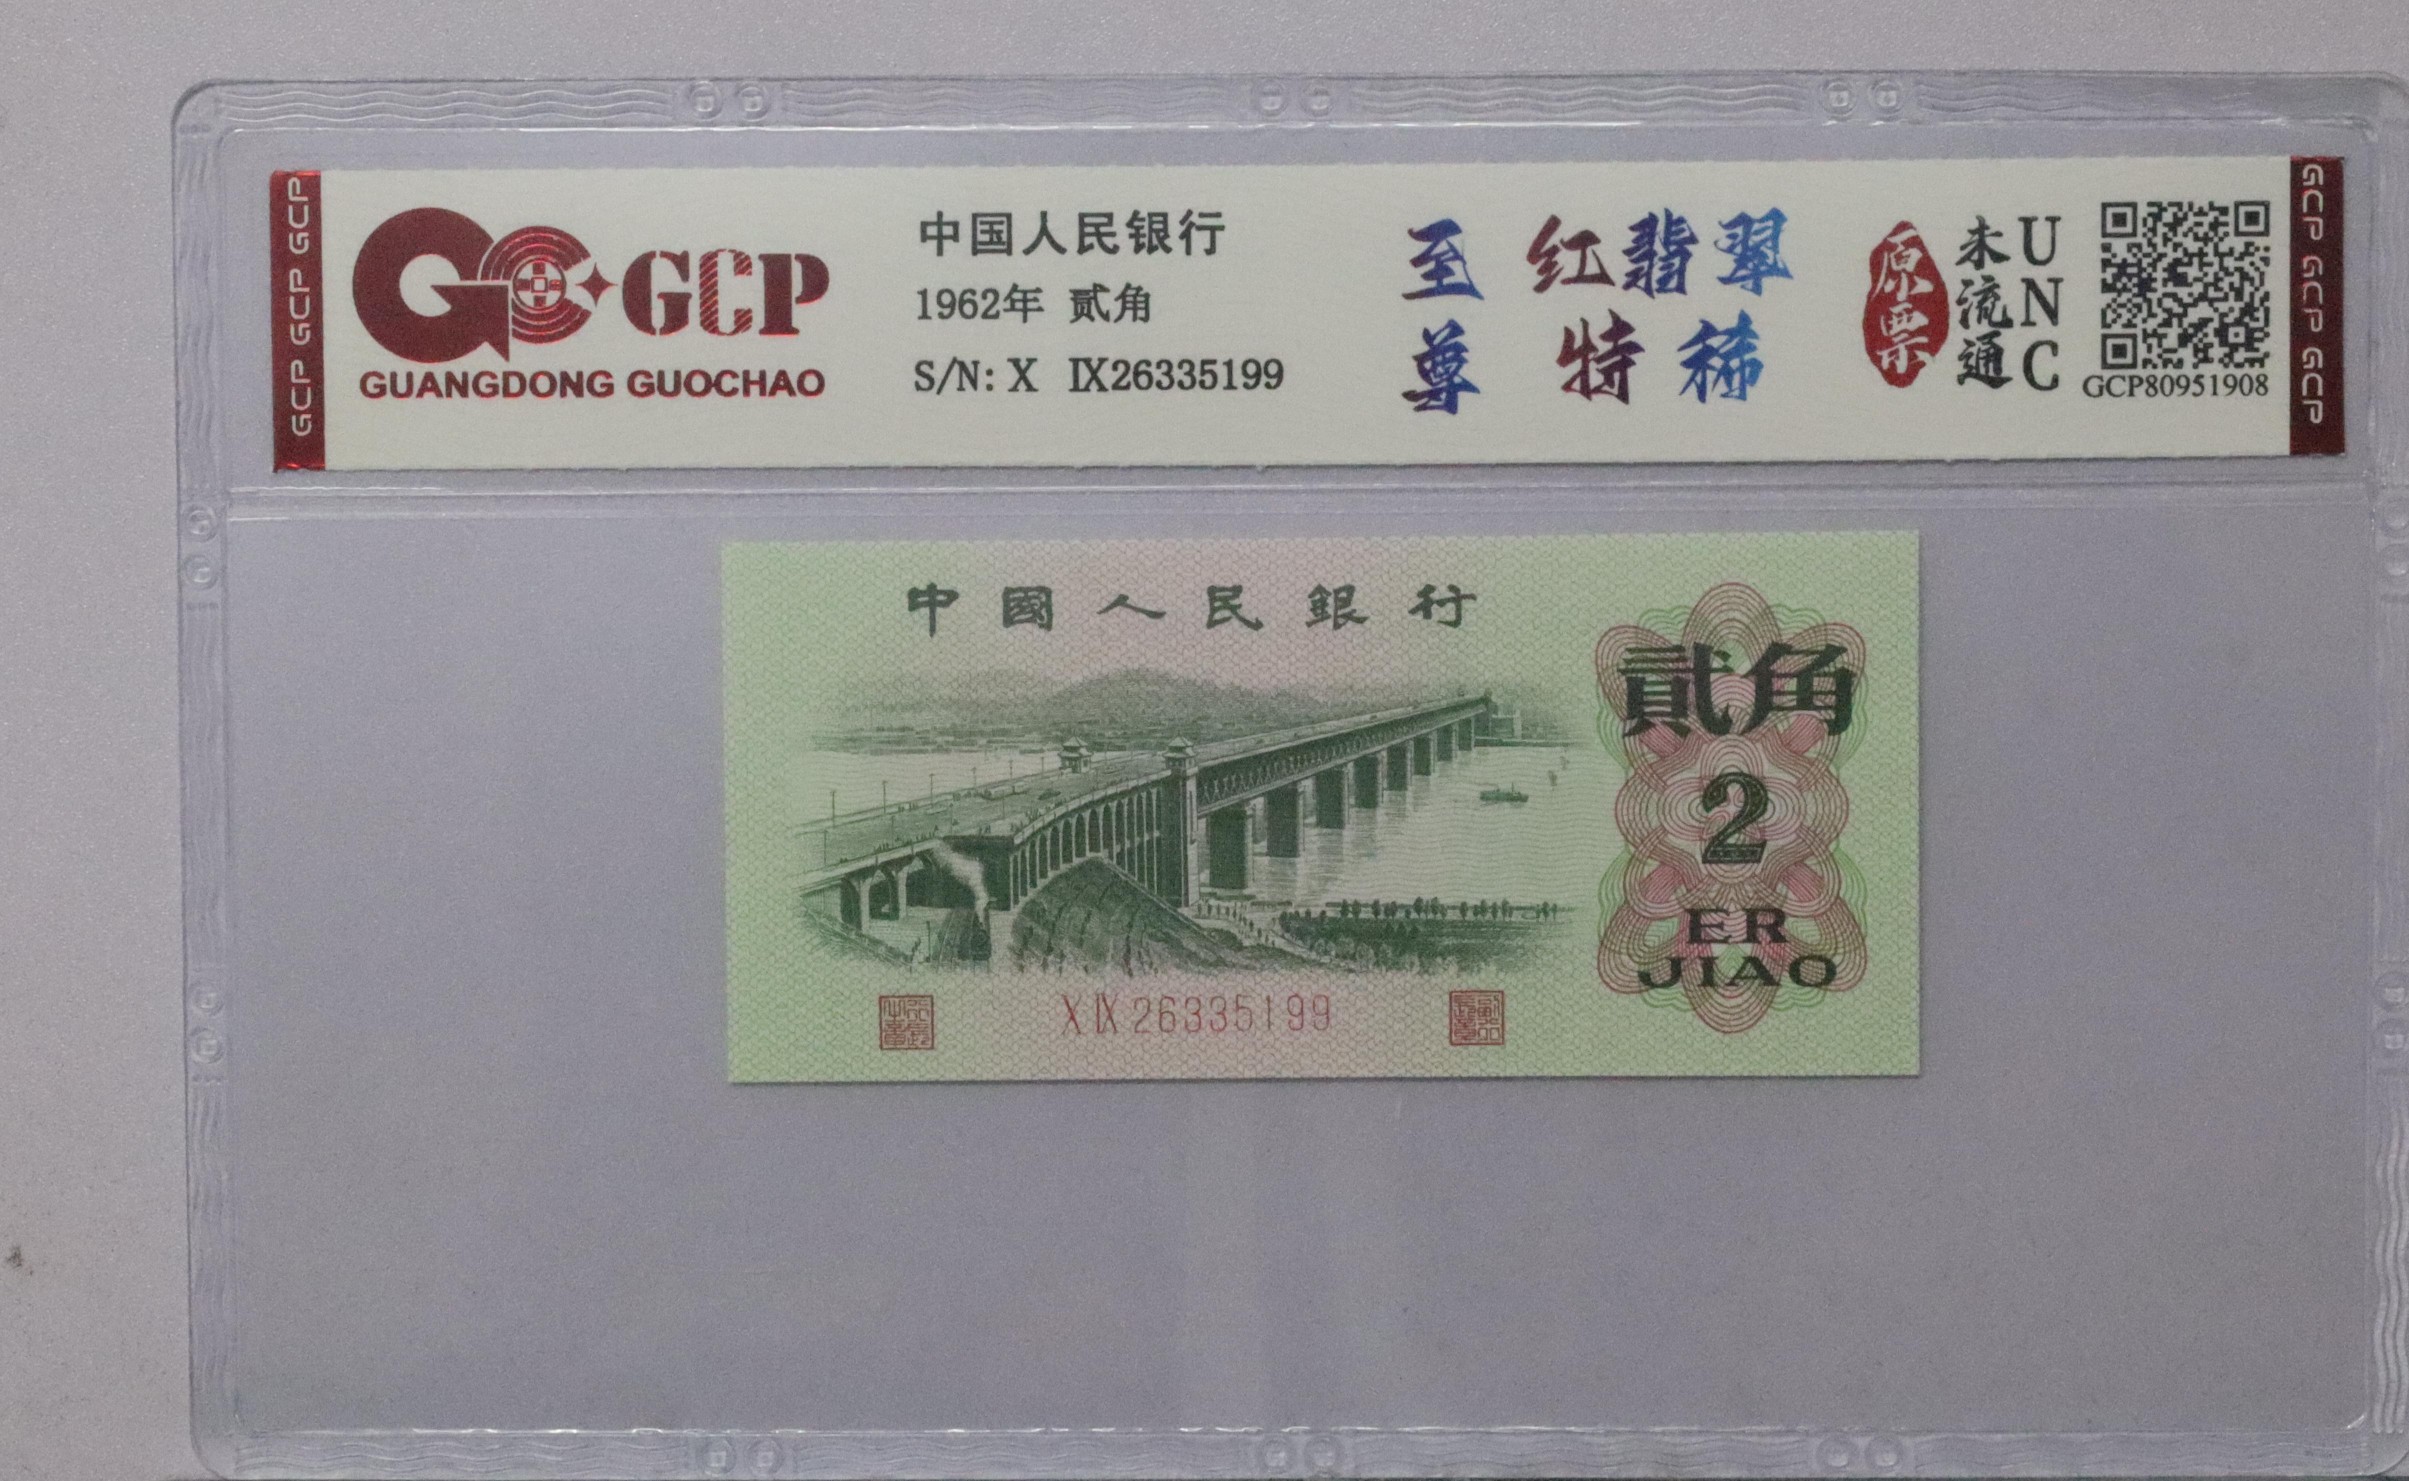 GCP GCP GCP
GCP
GUANGDONG GUOCHAO
中国人民银行
1962年 贰角
S/N: X Ⅸ26335199
至尊
红翡翠
特稀
原票
未流通
UNC
GCP80951908
GCP GCP GCP
中國人民銀行
貳角
2
ER
JIAO
X Ⅸ 26335199